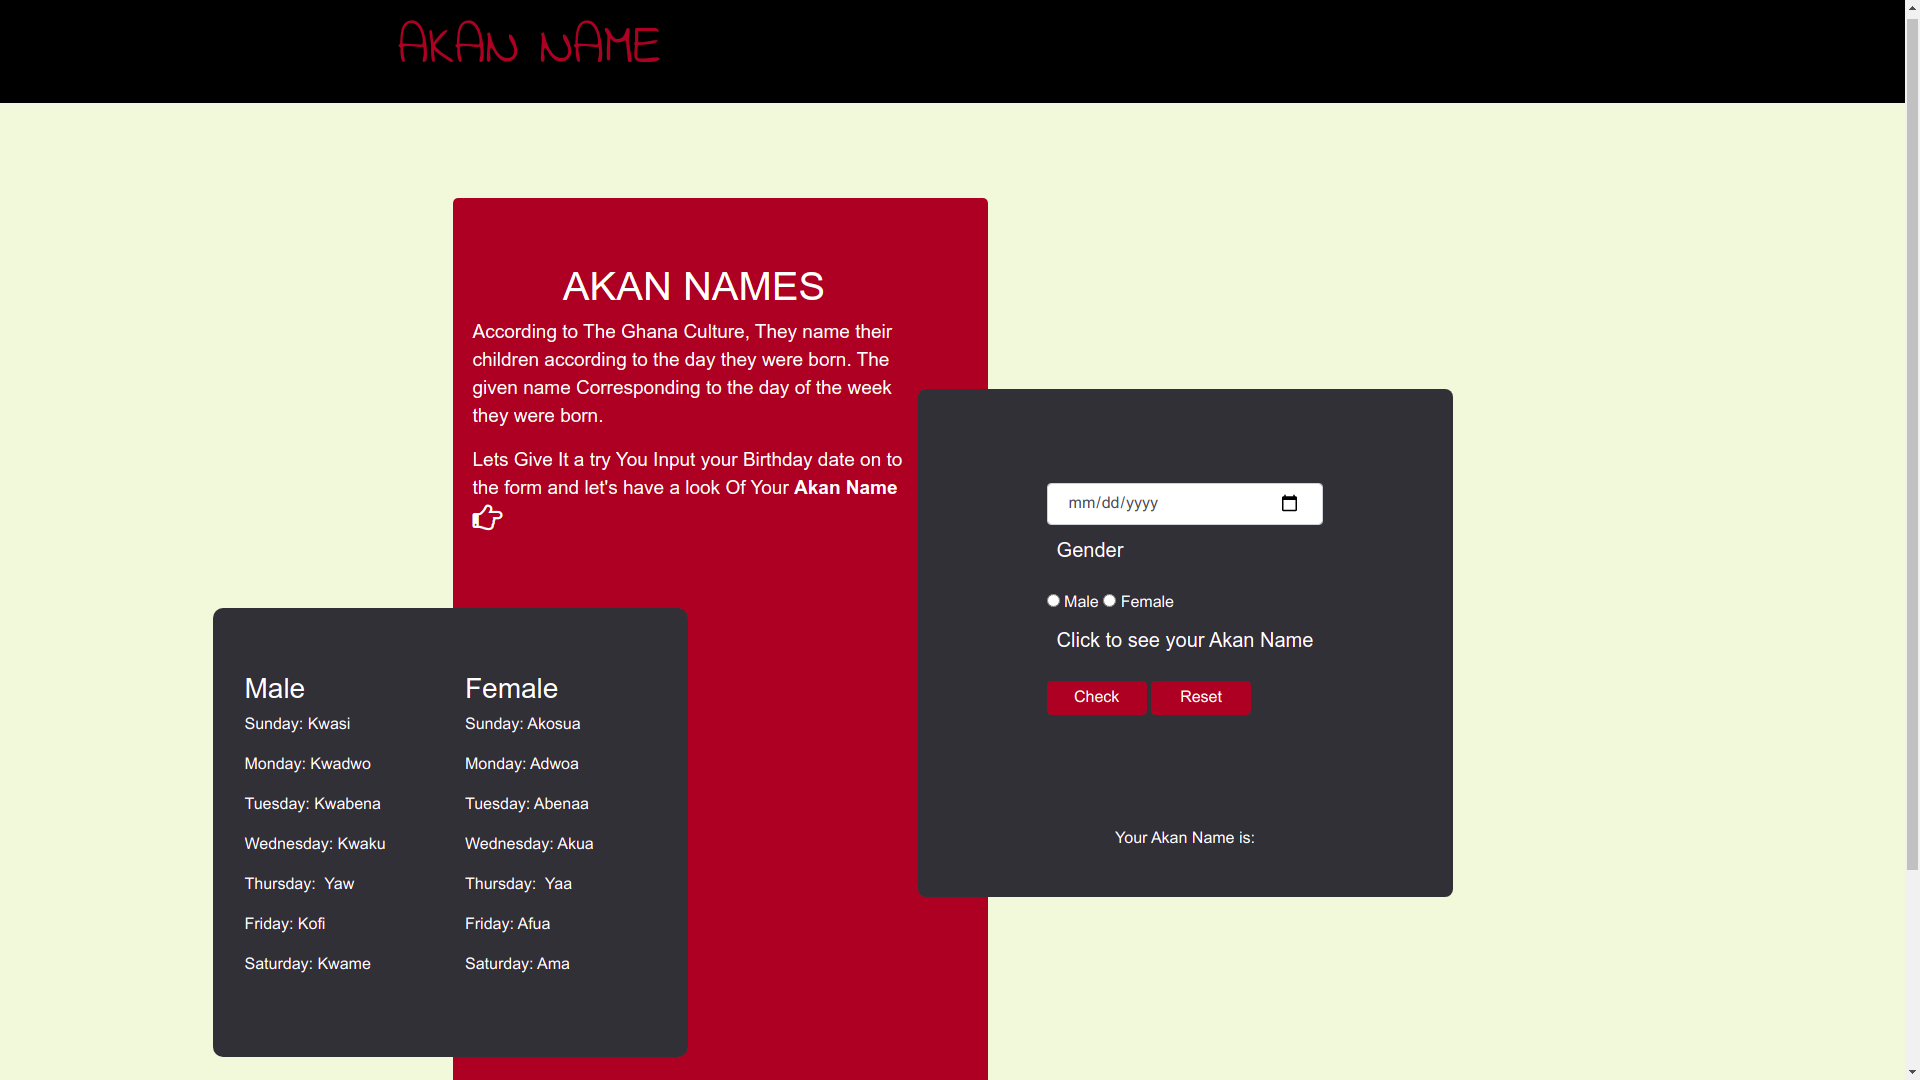 AKAN NAME
AKAN NAMES
According to The Ghana Culture, They name their
children according to the day they were born. The
given name Corresponding to the day of the week
they were born.
Lets Give It a try You Input your Birthday date on to
the form and let's have a look Of Your Akan Name
mm/dd/yyyy
Gender
Male Female
Click to see your Akan Name
Check Reset
Your Akan Name is:
Male
Sunday: Kwasi
Monday: Kwadwo
Tuesday: Kwabena
Wednesday: Kwaku
Thursday:  Yaw
Friday: Kofi
Saturday: Kwame
Female
Sunday: Akosua
Monday: Adwoa
Tuesday: Abenaa
Wednesday: Akua
Thursday:  Yaa
Friday: Afua
Saturday: Ama